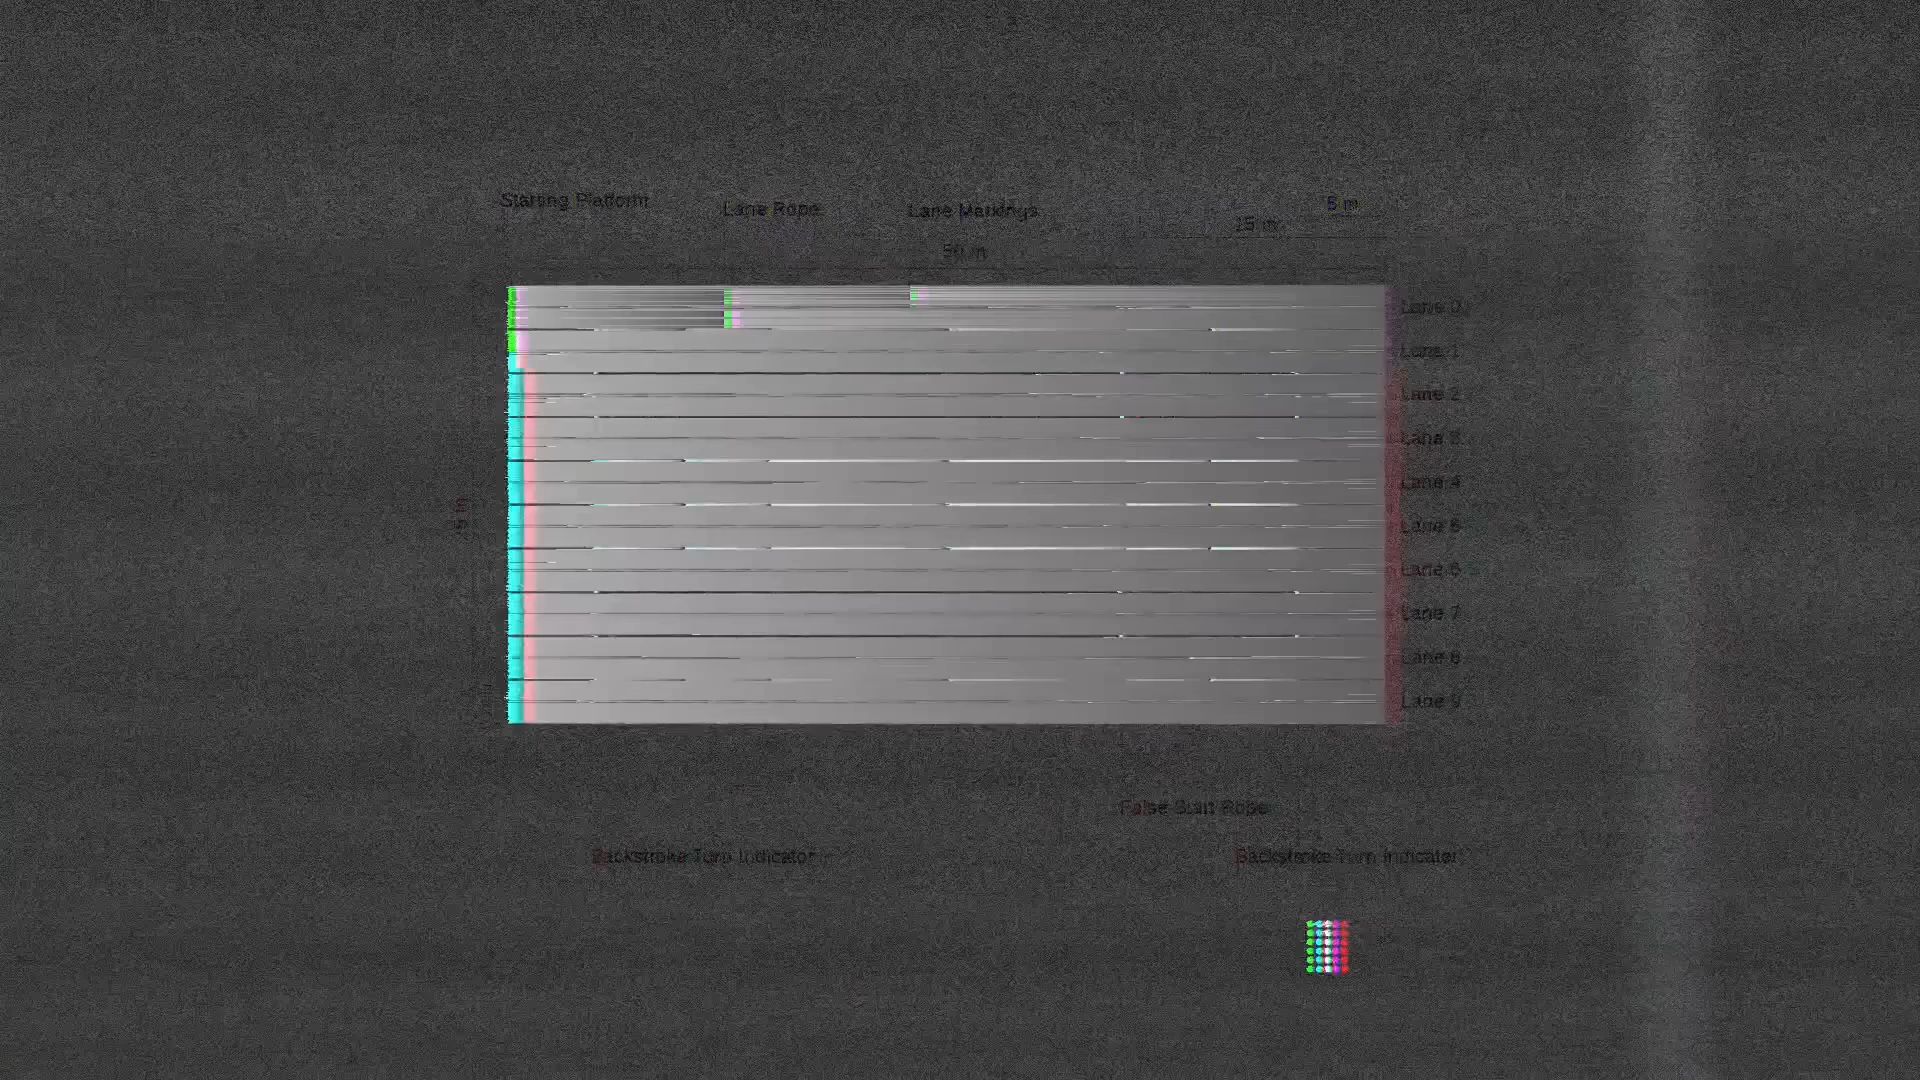 Starting Platform
Lane Rope
Lane Markings
5 m
15 m
50 m
Lane 0
Lane 1
Lane 2
Lane 3
Lane 4
Lane 5
Lane 6
Lane 7
Lane 8
Lane 9
False Start Rope
Backstroke Turn Indicator
Backstroke Turn Indicator